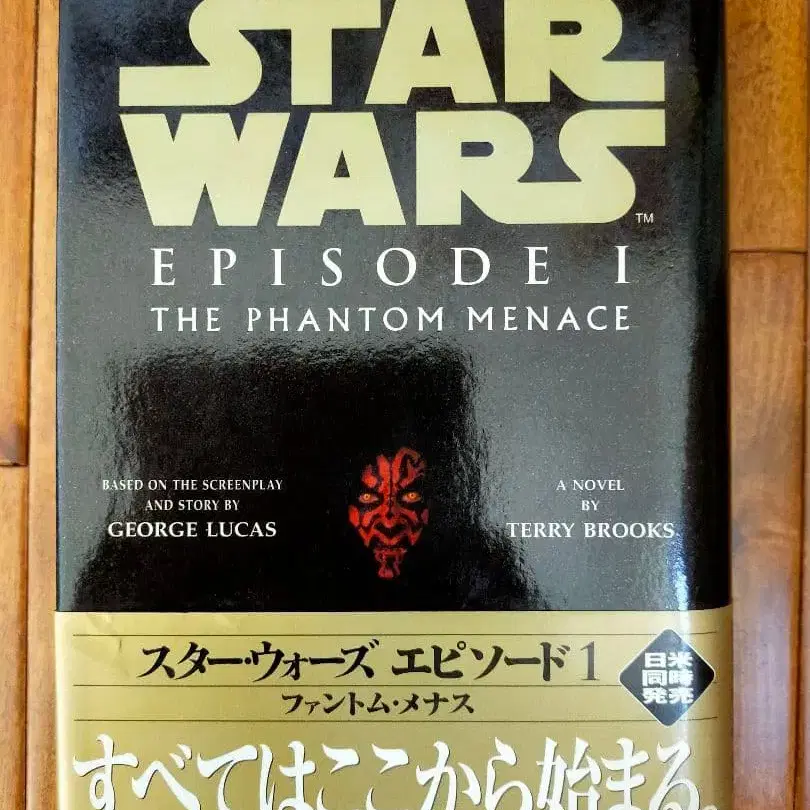 STAR
WARS
TM
EPISODE I
THE PHANTOM MENACE
BASED ON THE SCREENPLAY
AND STORY BY
GEORGE LUCAS
A NOVEL
BY
TERRY BROOKS
スター・ウォーズ エピソード1
ファントム・メナス
日米
同時
発売
すべてはここから始まる